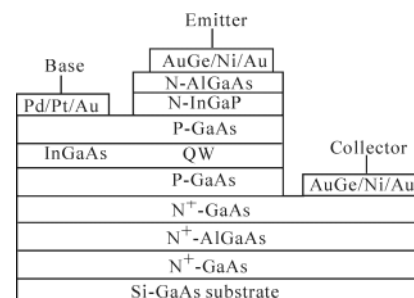 Emitter
Base
AuGe/Ni/Au
N-AlGaAs
Pd/Pt/Au
N-InGaP
P-GaAs
Collector
InGaAs QW
P-GaAs
AuGe/Ni/Au
N⁺-GaAs
N⁺-AlGaAs
N⁺-GaAs
Si-GaAs substrate